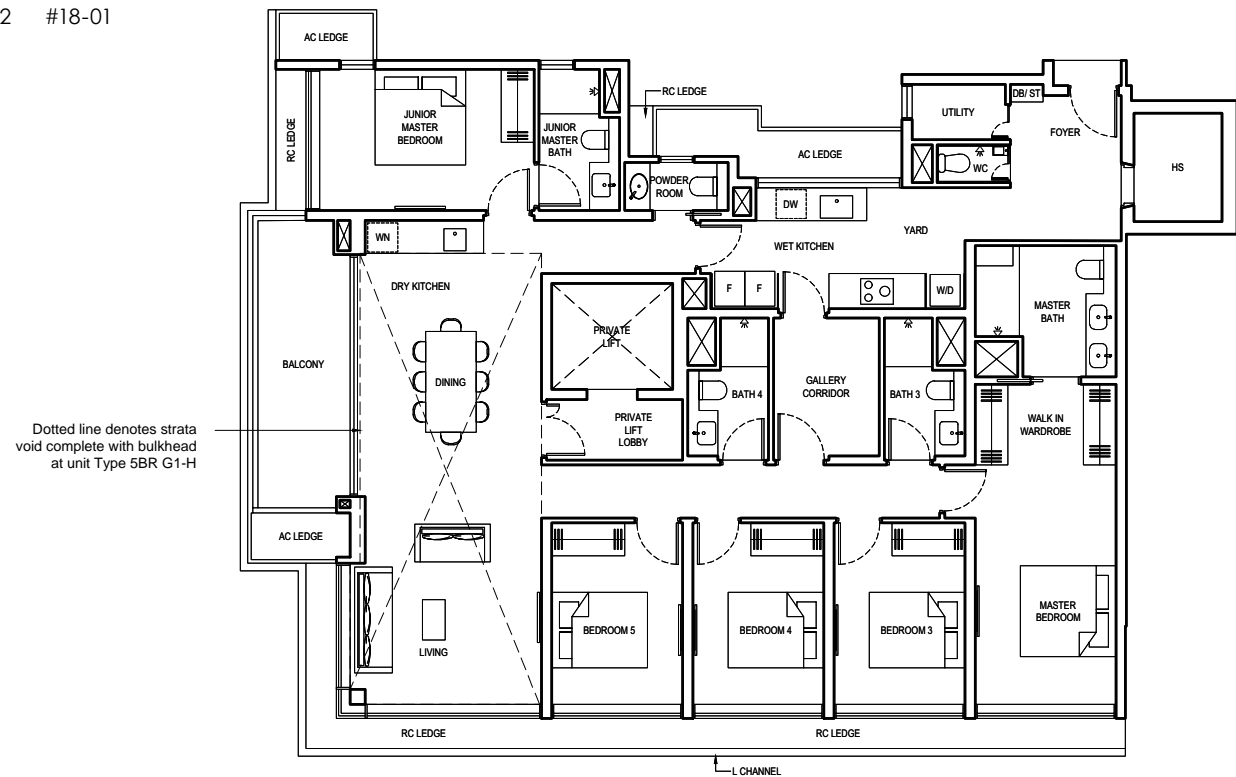 2 #18-01
AC LEDGE
RC LEDGE
JUNIOR
MASTER
BEDROOM
JUNIOR
MASTER
BATH
RC LEDGE
AC LEDGE
UTILITY
DB/ ST
FOYER
WC
HS
POWDER
ROOM
DW
YARD
WET KITCHEN
WN
DRY KITCHEN
F F
W/D
MASTER
BATH
BALCONY
DINING
PRIVATE
LIFT
GALLERY
CORRIDOR
BATH 4
BATH 3
PRIVATE
LIFT
LOBBY
WALK IN
WARDROBE
Dotted line denotes strata
void complete with bulkhead
at unit Type 5BR G1-H
AC LEDGE
LIVING
BEDROOM 5
BEDROOM 4
BEDROOM 3
MASTER
BEDROOM
RC LEDGE
RC LEDGE
L CHANNEL